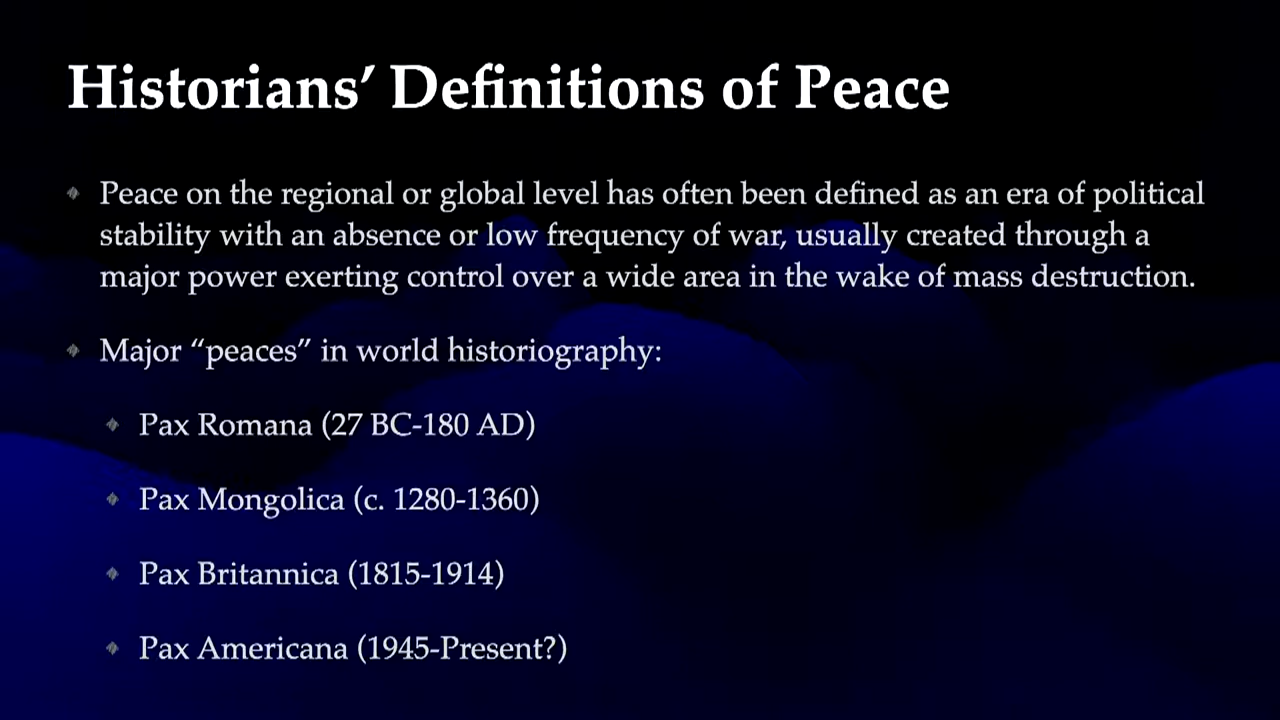 Historians’ Definitions of Peace
Peace on the regional or global level has often been defined as an era of political
stability with an absence or low frequency of war, usually created through a
major power exerting control over a wide area in the wake of mass destruction.
Major “peaces” in world historiography:
Pax Romana (27 BC-180 AD)
Pax Mongolica (c. 1280-1360)
Pax Britannica (1815-1914)
Pax Americana (1945-Present?)